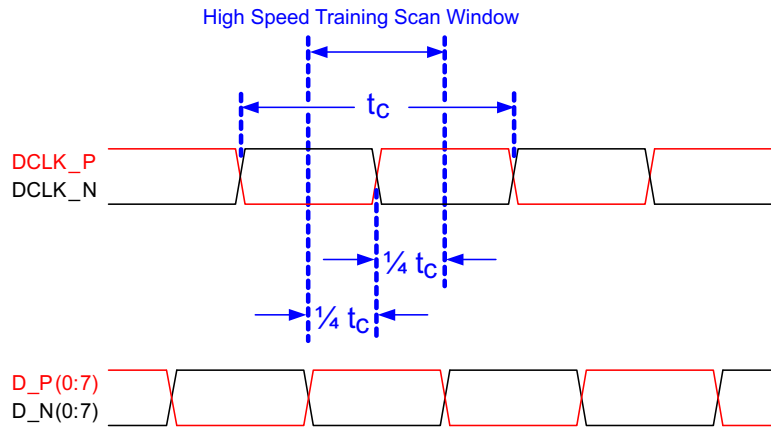 High Speed Training Scan Window
tC
DCLK_P
DCLK_N
¼ tC
¼ tC
D_P(0:7)
D_N(0:7)